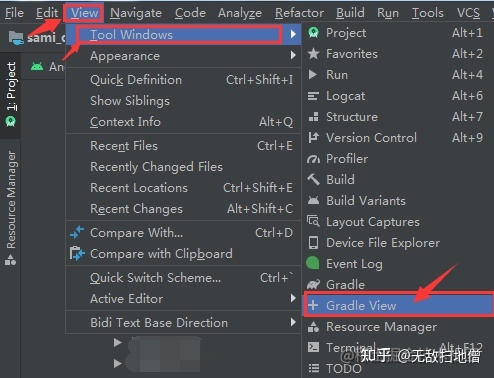 File Edit View Navigate Code Analyze Refactor Build Run Tools VCS
Tool Windows
Appearance
Quick Definition Ctrl+Shift+I
Show Siblings
Context Info Alt+Q
Recent Files Ctrl+E
Recently Changed Files
Recent Locations Ctrl+Shift+E
Recent Changes Alt+Shift+C
Compare With... Ctrl+D
Compare with Clipboard
Quick Switch Scheme... Ctrl+`
Active Editor
Bidi Text Base Direction
Project Alt+1
Favorites Alt+2
Run Alt+4
Logcat Alt+6
Structure Alt+7
Version Control Alt+9
Profiler
Build
Build Variants
Layout Captures
Device File Explorer
Event Log
Gradle
Gradle View
Resource Manager
Terminal Alt+F12
TODO
1: Project
Resource Manager
知乎 @无敌扫地僧